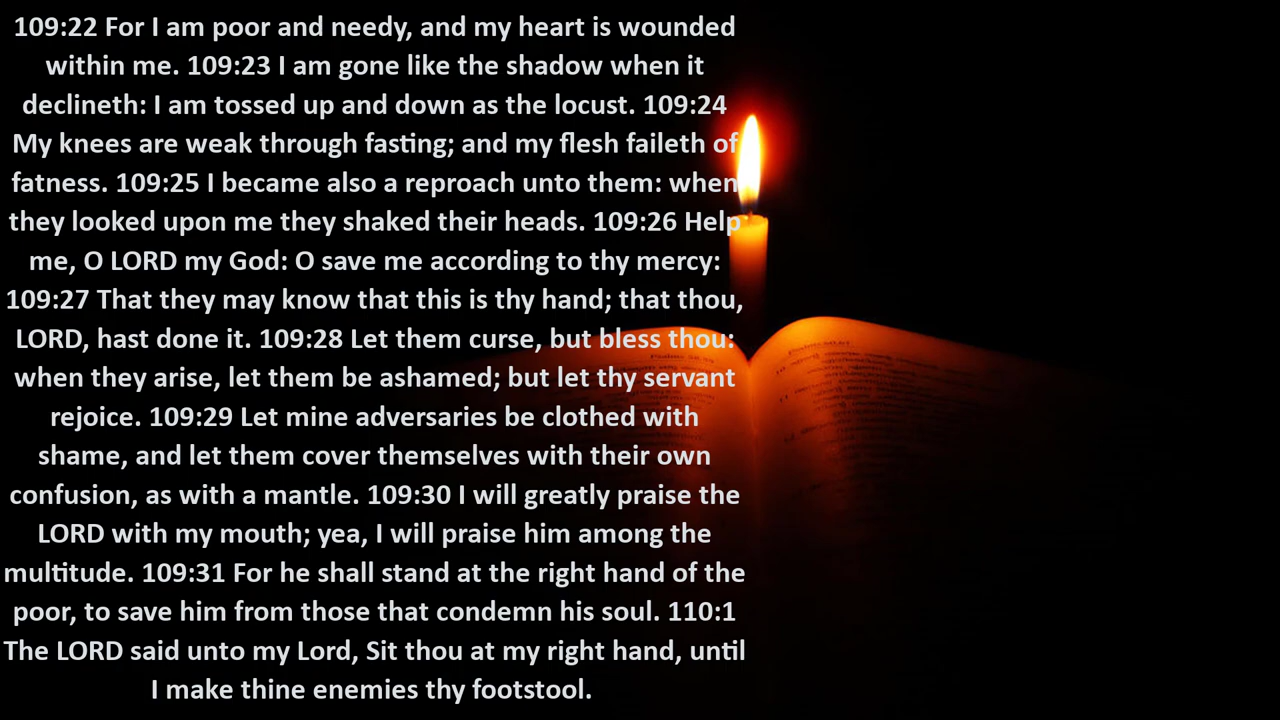 109:22 For I am poor and needy, and my heart is wounded
within me. 109:23 I am gone like the shadow when it
declineth: I am tossed up and down as the locust. 109:24
My knees are weak through fasting; and my flesh faileth of
fatness. 109:25 I became also a reproach unto them: when
they looked upon me they shaked their heads. 109:26 Help
me, O LORD my God: O save me according to thy mercy:
109:27 That they may know that this is thy hand; that thou,
LORD, hast done it. 109:28 Let them curse, but bless thou:
when they arise, let them be ashamed; but let thy servant
rejoice. 109:29 Let mine adversaries be clothed with
shame, and let them cover themselves with their own
confusion, as with a mantle. 109:30 I will greatly praise the
LORD with my mouth; yea, I will praise him among the
multitude. 109:31 For he shall stand at the right hand of the
poor, to save him from those that condemn his soul. 110:1
The LORD said unto my Lord, Sit thou at my right hand, until
I make thine enemies thy footstool.